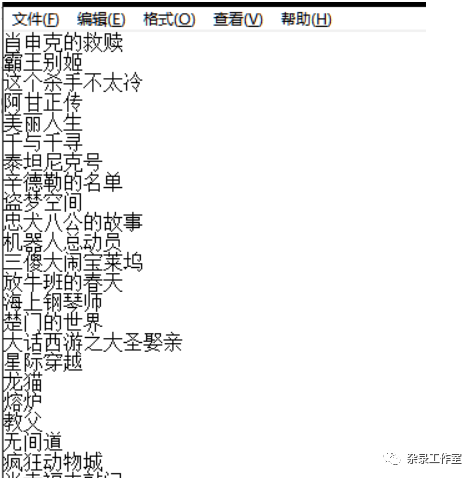 文件(F) 编辑(E) 格式(O) 查看(V) 帮助(H)
肖申克的救赎
霸王别姬
这个杀手不太冷
阿甘正传
美丽人生
千与千寻
泰坦尼克号
辛德勒的名单
盗梦空间
忠犬八公的故事
机器人总动员
三傻大闹宝莱坞
放牛班的春天
海上钢琴师
楚门的世界
大话西游之大圣娶亲
星际穿越
龙猫
熔炉
教父
无间道
疯狂动物城
杂录工作室